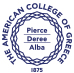 THE AMERICAN COLLEGE OF GREECE
Pierce
Deree
Alba
1875